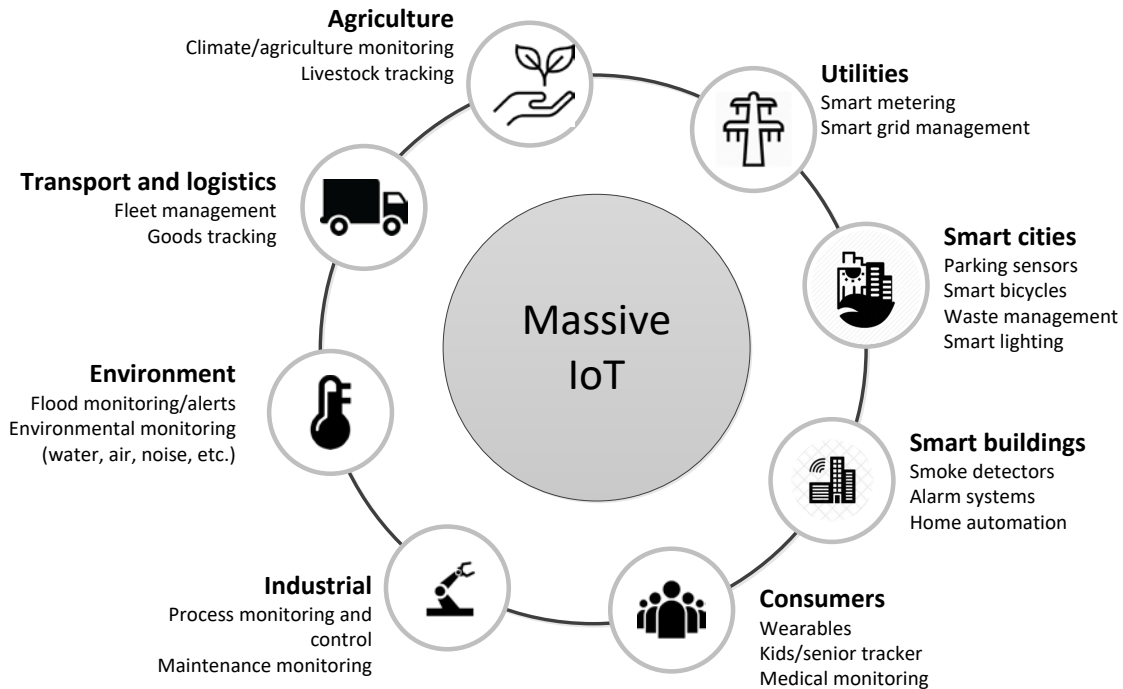 Agriculture
Climate/agriculture monitoring
Livestock tracking
Utilities
Smart metering
Smart grid management
Transport and logistics
Fleet management
Goods tracking
Smart cities
Parking sensors
Smart bicycles
Waste management
Smart lighting
Massive
IoT
Environment
Flood monitoring/alerts
Environmental monitoring
(water, air, noise, etc.)
Smart buildings
Smoke detectors
Alarm systems
Home automation
Industrial
Process monitoring and
control
Maintenance monitoring
Consumers
Wearables
Kids/senior tracker
Medical monitoring